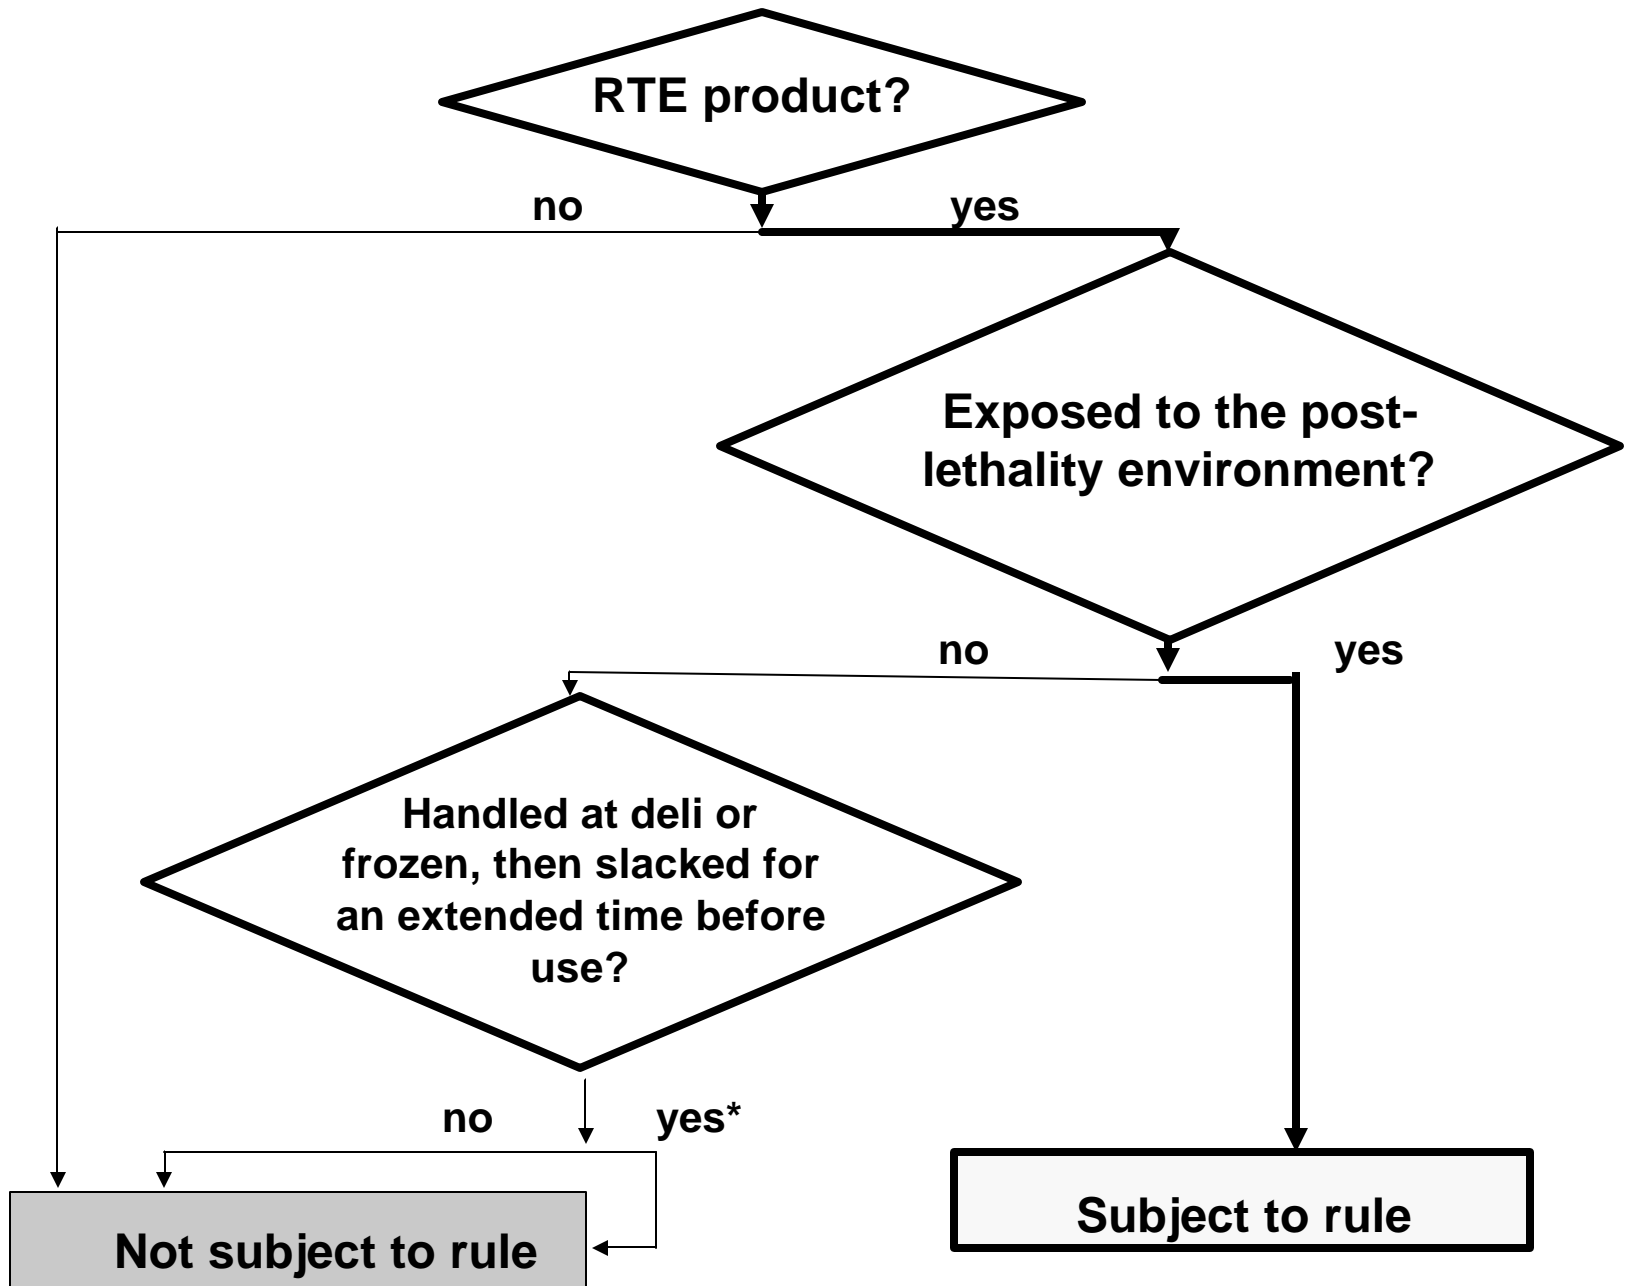 RTE product?
no
yes
Exposed to the post-
lethality environment?
no
yes
Handled at deli or
frozen, then slacked for
an extended time before
use?
no
yes*
Subject to rule
Not subject to rule